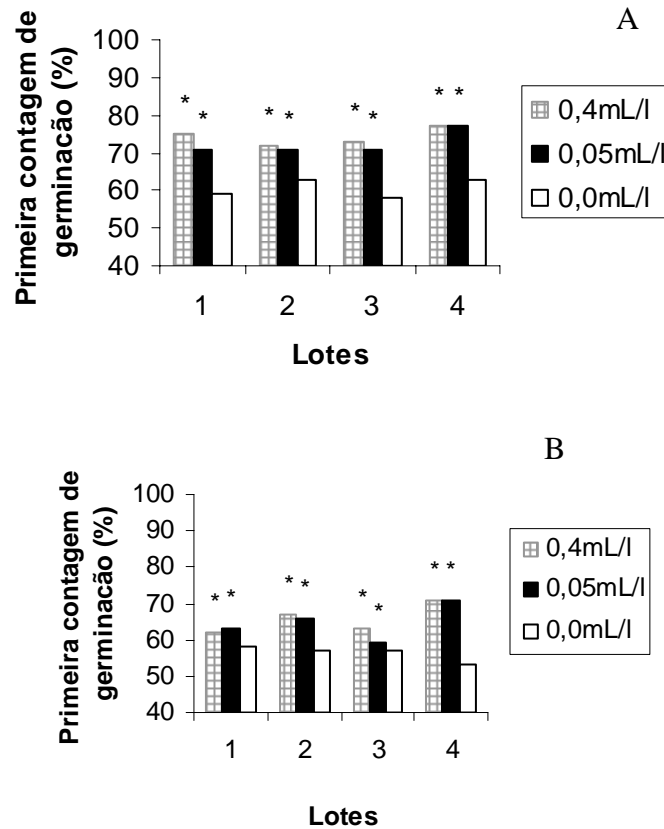 A
Primeira contagem de
germinacão (%)
100
90
80
70
60
50
40
* * * * * * * *
1 2 3 4
Lotes
0,4mL/l
0,05mL/l
0,0mL/l
B
Primeira contagem de
germinacão (%)
100
90
80
70
60
50
40
* * * * * * * *
1 2 3 4
Lotes
0,4mL/l
0,05mL/l
0,0mL/l